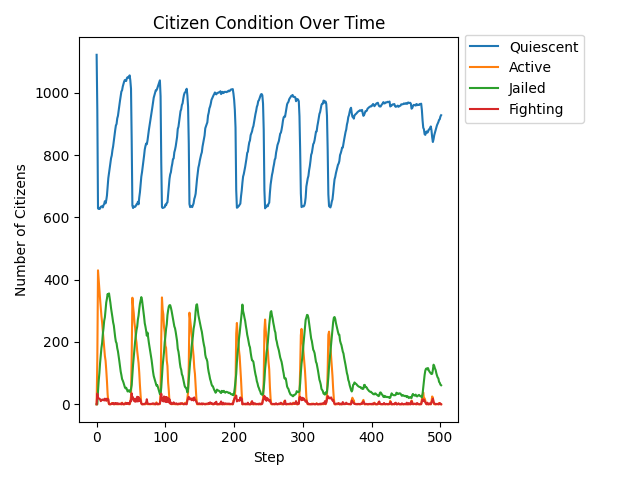 Citizen Condition Over Time
Quiescent
Active
Jailed
Fighting
Number of Citizens
1000
800
600
400
200
0
0 100 200 300 400 500
Step